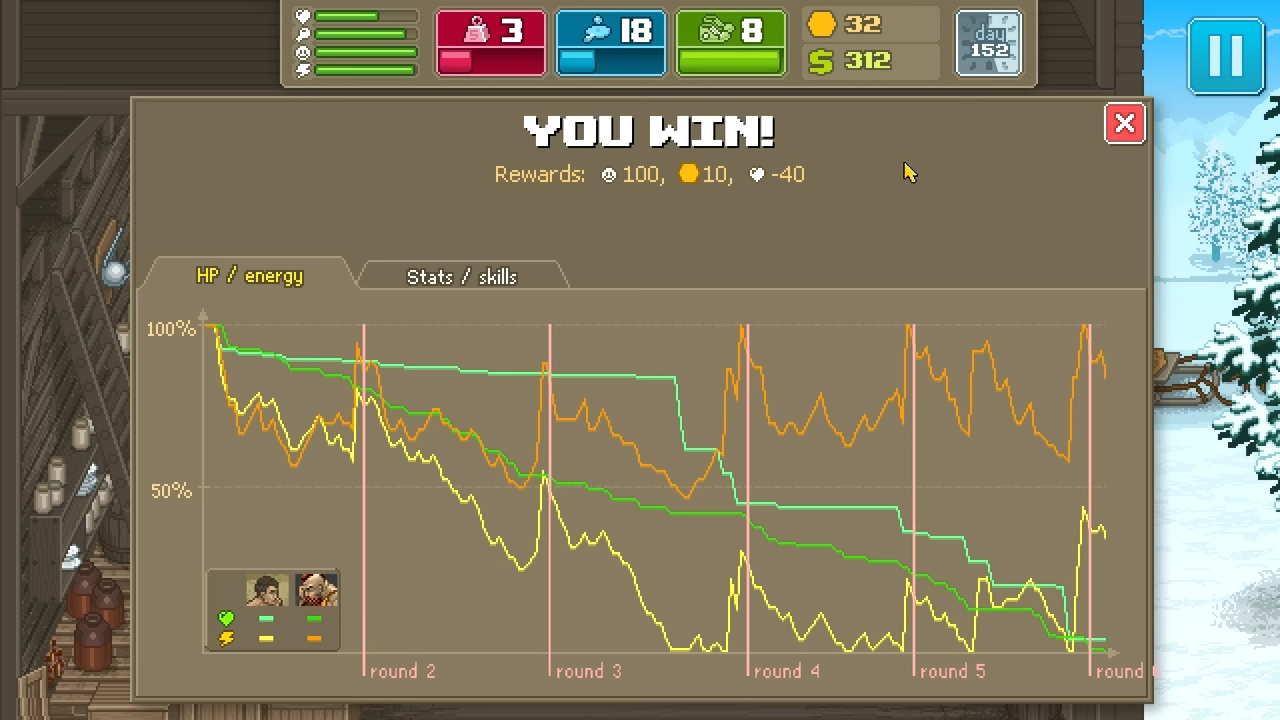 3
18
8
32
312
day
152
YOU WIN!
Rewards: 100, 10, -40
HP / energy
Stats / skills
100%
50%
round 2
round 3
round 4
round 5
round